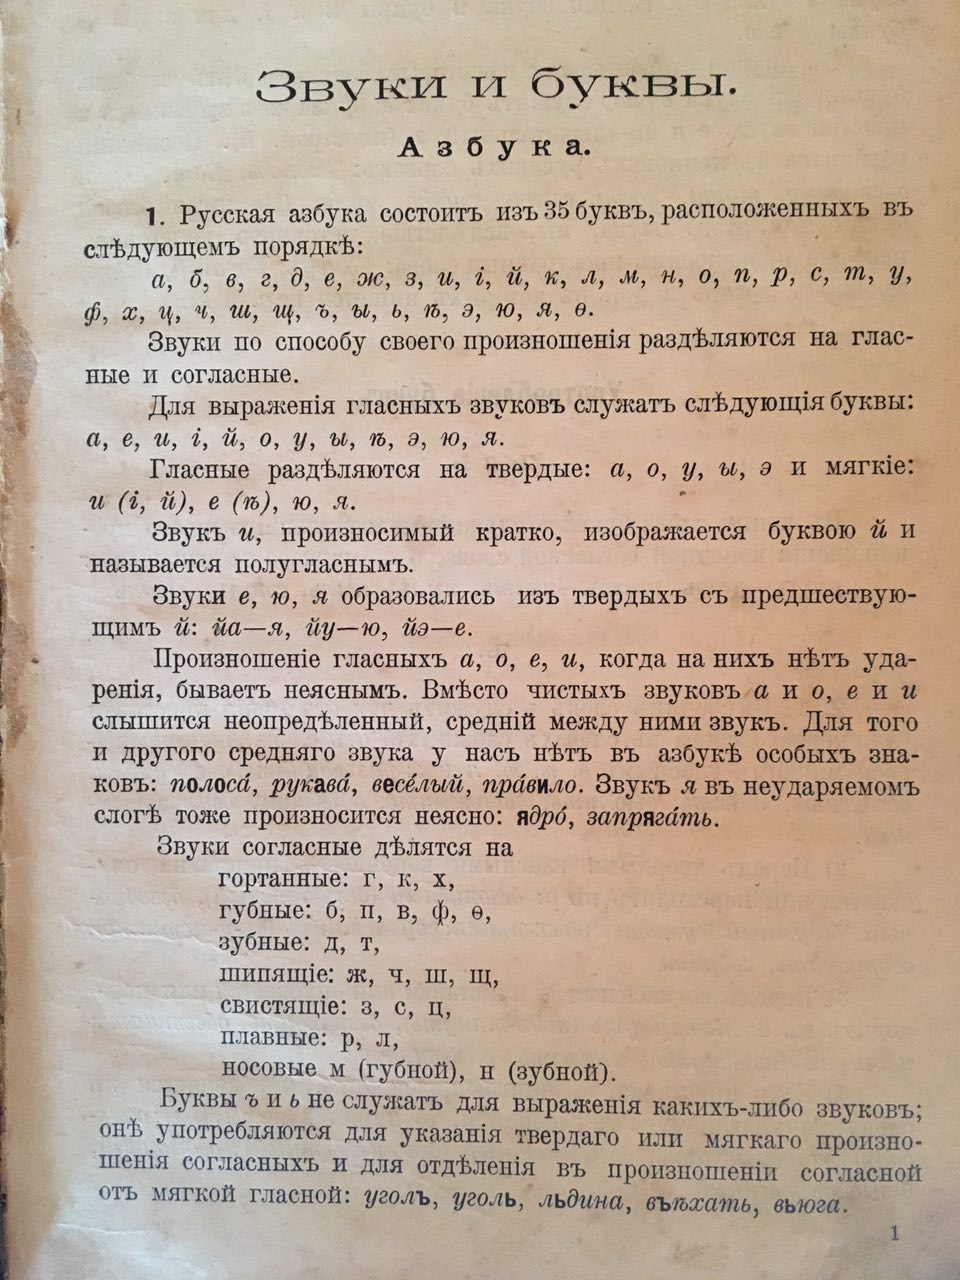 Звуки и буквы.
Азбука.
1. Русская азбука состоитъ изъ 35 буквъ, расположенныхъ въ
слѣдующемъ порядкѣ:
а, б, в, г, д, е, ж, з, и, і, й, к, л, м, н, о, п, р, с, т, у,
ф, х, ц, ч, ш, щ, ъ, ы, ь, ѣ, э, ю, я, ѳ.
Звуки по способу своего произношенія раздѣляются на глас-
ные и согласные.
Для выраженія гласныхъ звуковъ служатъ слѣдующія буквы:
а, е, и, і, й, о, у, ы, ѣ, э, ю, я.
Гласные раздѣляются на твердые: а, о, у, ы, э и мягкіе:
и (і, й), е (ѣ), ю, я.
Звукъ и, произносимый кратко, изображается буквою й и
называется полугласнымъ.
Звуки е, ю, я образовались изъ твердыхъ съ предшествую-
щимъ й: йа—я, йу—ю, йэ—е.
Произношеніе гласныхъ а, о, е, и, когда на нихъ нѣтъ уда-
ренія, бываетъ неяснымъ. Вмѣсто чистыхъ звуковъ а и о, е и и
слышится неопредѣленный, средній между ними звукъ. Для того
и другого средняго звука у насъ нѣтъ въ азбукѣ особыхъ зна-
ковъ: полоса́, рукава́, весе́лый, пра́вило. Звукъ я въ неударяемомъ
слогѣ тоже произносится неясно: ядро́, запряга́ть.
Звуки согласные дѣлятся на
гортанные: г, к, х,
губные: б, п, в, ф, ѳ,
зубные: д, т,
шипящіе: ж, ч, ш, щ,
свистящіе: з, с, ц,
плавные: р, л,
носовые м (губной), н (зубной).
Буквы ъ и ь не служатъ для выраженія какихъ-либо звуковъ;
онѣ употребляются для указанія твердаго или мягкаго произно-
шенія согласныхъ и для отдѣленія въ произношеніи согласной
отъ мягкой гласной: уголъ, уголь, льдина, въѣхать, вьюга.
1